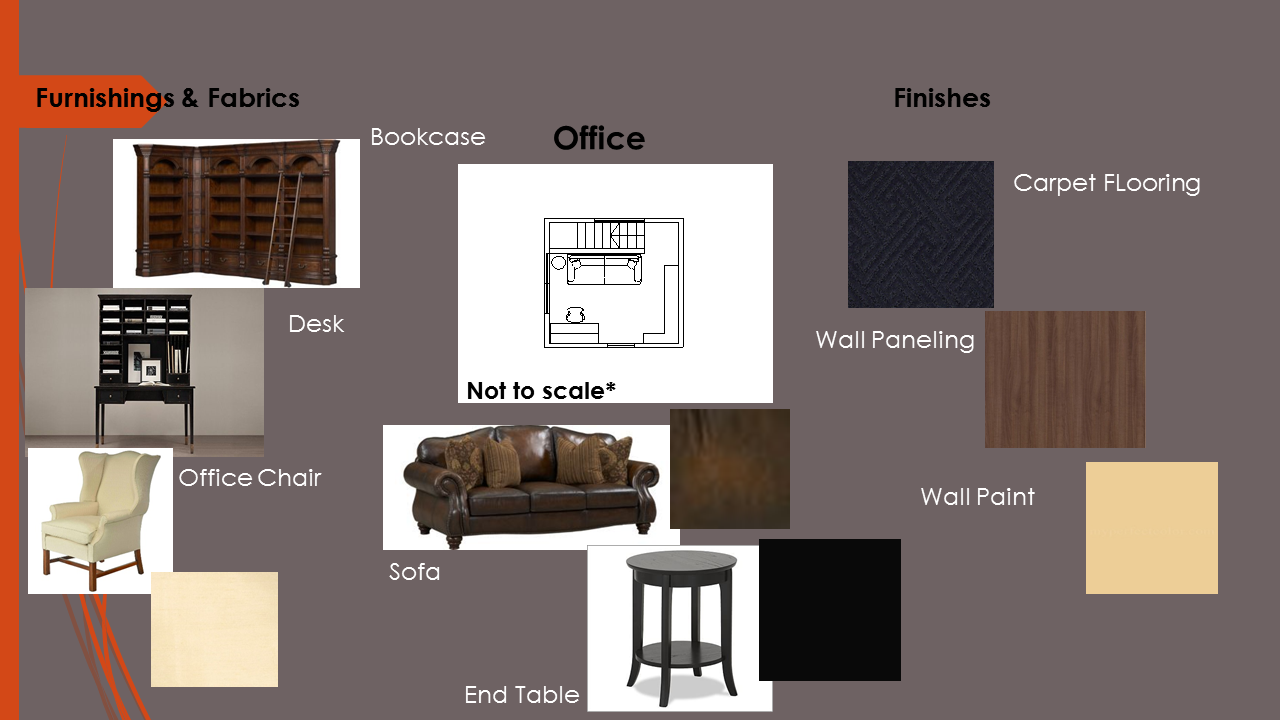 Furnishings & Fabrics
Finishes
Bookcase
Office
Carpet FLooring
Desk
Wall Paneling
Not to scale*
Office Chair
Wall Paint
Sofa
End Table